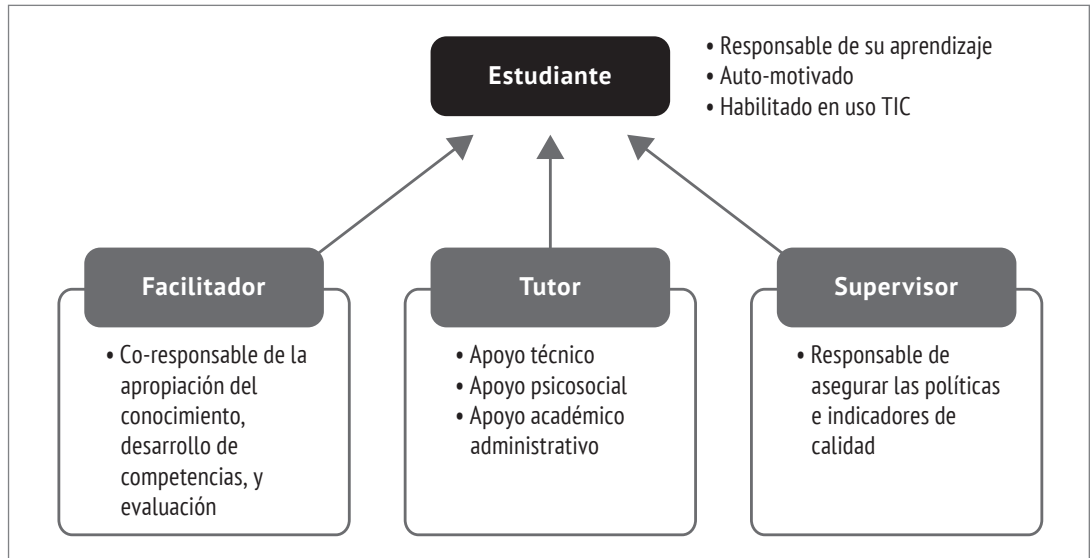 Estudiante
• Responsable de su aprendizaje
• Auto-motivado
• Habilitado en uso TIC
Facilitador
• Co-responsable de la
apropiación del
conocimiento,
desarrollo de
competencias, y
evaluación
Tutor
• Apoyo técnico
• Apoyo psicosocial
• Apoyo académico
administrativo
Supervisor
• Responsable de
asegurar las políticas
e indicadores de
calidad